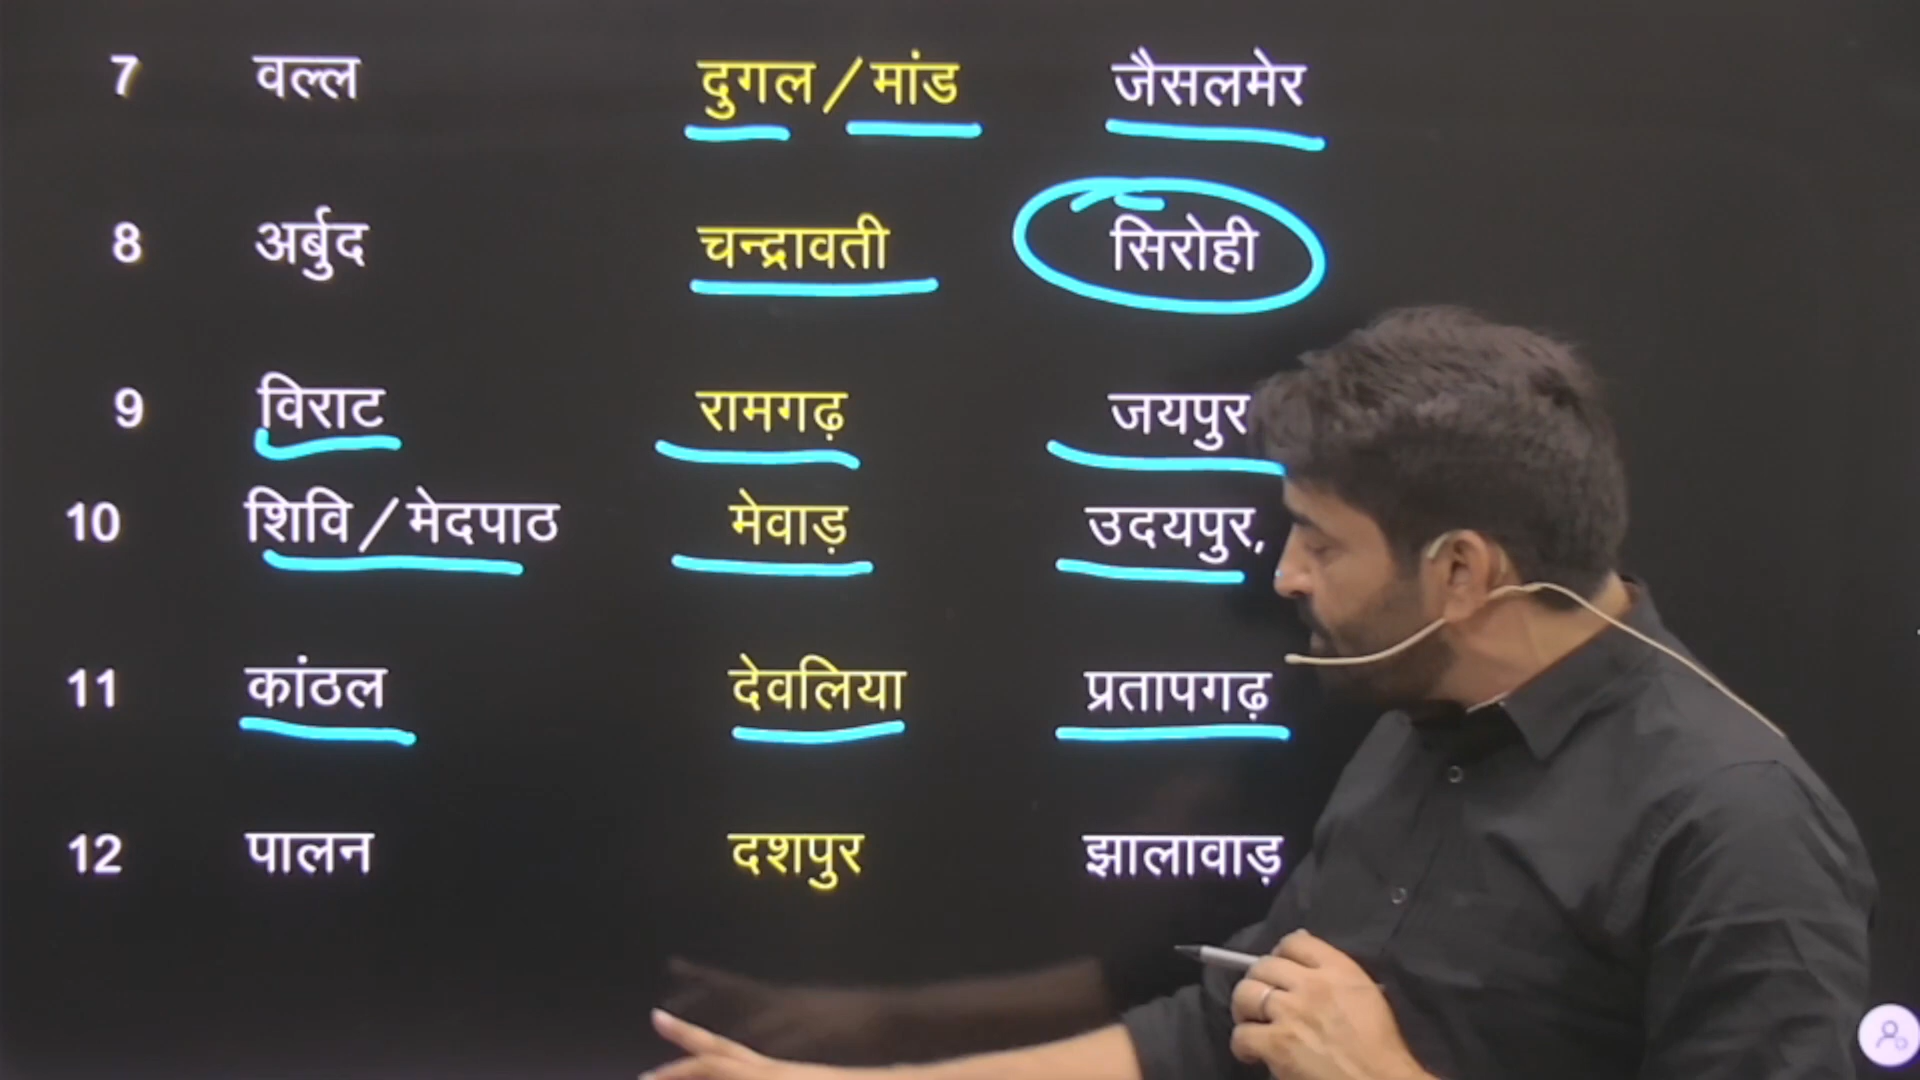 7 वल्ल दुगल / मांड जैसलमेर
8 अर्बुद चन्द्रावती सिरोही
9 विराट रामगढ़ जयपुर
10 शिवि / मेदपाठ मेवाड़ उदयपुर,
11 कांठल देवलिया प्रतापगढ़
12 पालन दशपुर झालावाड़